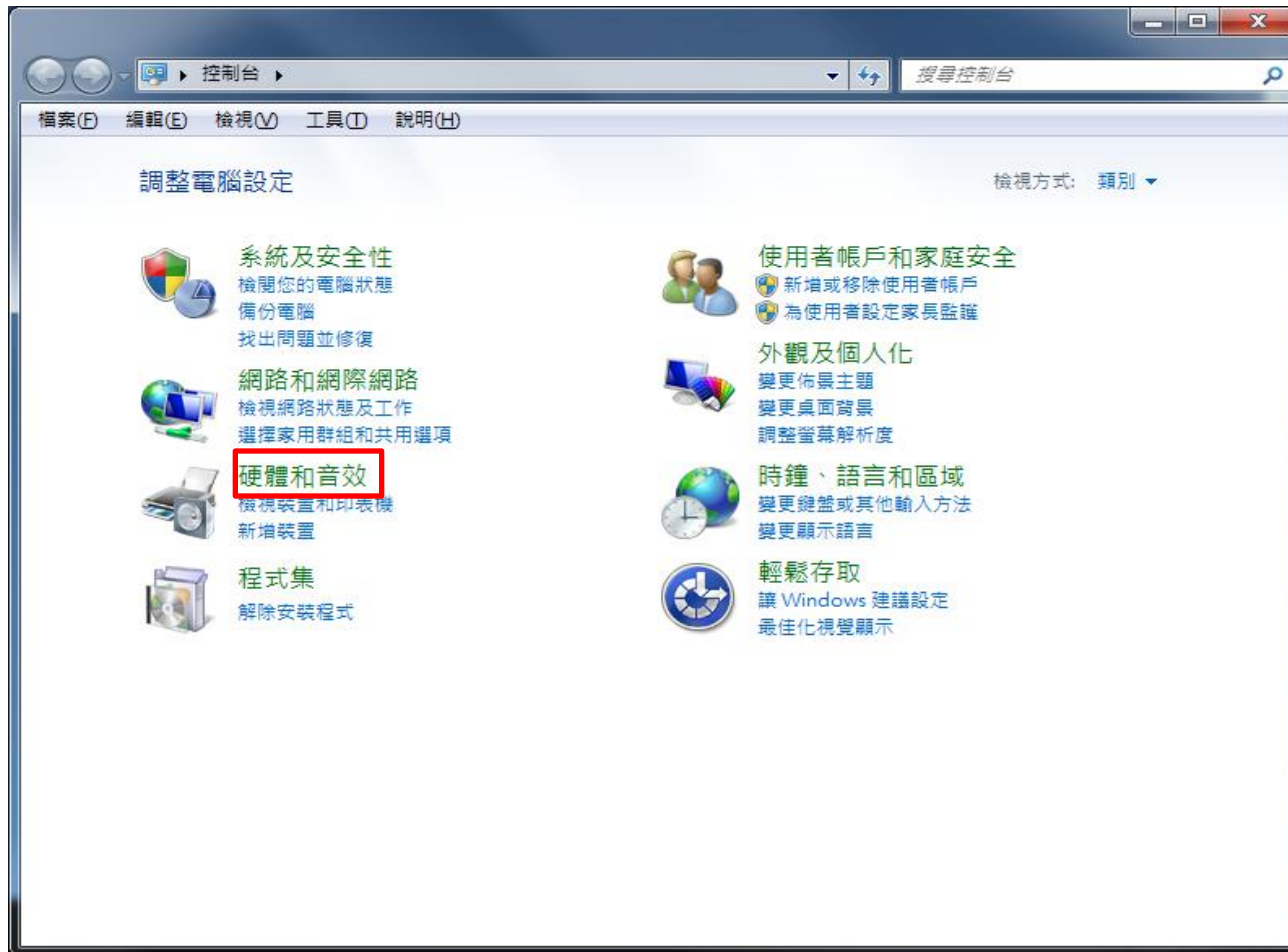 控制台
搜尋控制台
檔案(F) 編輯(E) 檢視(V) 工具(T) 說明(H)
調整電腦設定
檢視方式: 類別
系統及安全性
檢閱您的電腦狀態
備份電腦
找出問題並修復
網路和網際網路
檢視網路狀態及工作
選擇家用群組和共用選項
硬體和音效
檢視裝置和印表機
新增裝置
程式集
解除安裝程式
使用者帳戶和家庭安全
新增或移除使用者帳戶
為使用者設定家長監護
外觀及個人化
變更佈景主題
變更桌面背景
調整螢幕解析度
時鐘、語言和區域
變更鍵盤或其他輸入方法
變更顯示語言
輕鬆存取
讓 Windows 建議設定
最佳化視覺顯示